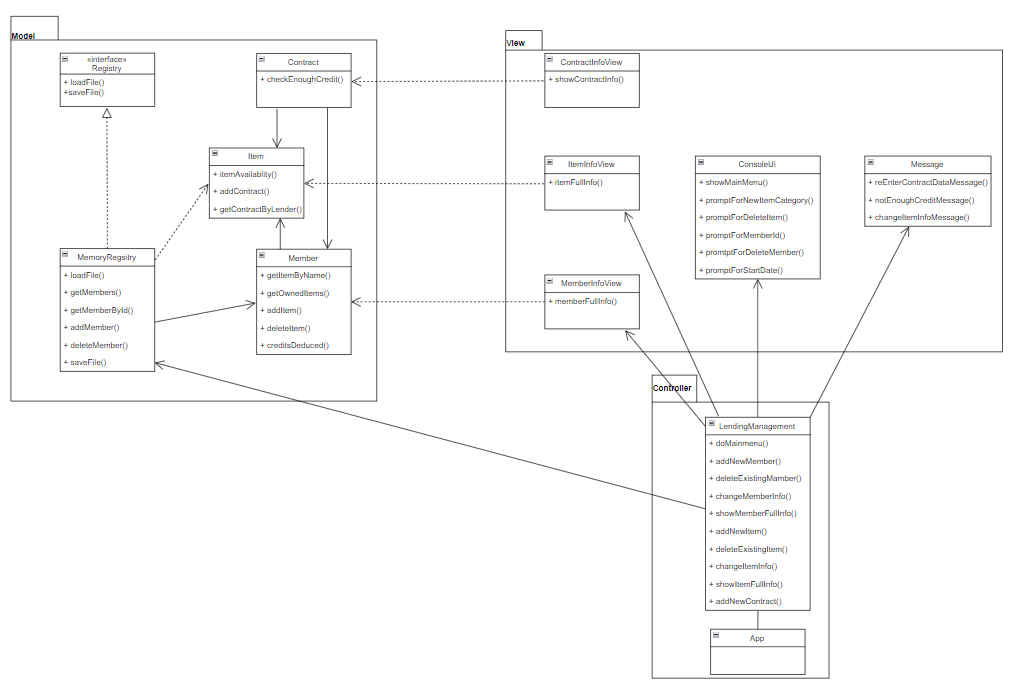 Model
«interface»
Registry
+ loadFile()
+saveFile()
Contract
+ checkEnoughCredit()
Item
+ itemAvailablity()
+ addContract()
+ getContractByLender()
MemoryRegsitry
+ loadFile()
+ getMembers()
+ getMemberById()
+ addMember()
+ deleteMember()
+ saveFile()
Member
+ getItemByName()
+ getOwnedItems()
+ addItem()
+ deleteItem()
+ creditsDeduced()
View
ContractInfoView
+ showContractInfo()
ItemInfoView
+ itemFullInfo()
ConsoleUi
+ showMainMenu()
+ promptForNewItemCategory()
+ promptForDeleteItem()
+ promptForMemberId()
+ promtptForDeleteMember()
+ promptForStartDate()
Message
+ reEnterContractDataMessage()
+ notEnoughCreditMessage()
+ changeItemInfoMessage()
MemberInfoView
+ memberFullInfo()
Controller
LendingManagement
+ doMainmenu()
+ addNewMember()
+ deleteExistingMamber()
+ changeMemberInfo()
+ showMemberFullInfo()
+ addNewItem()
+ deleteExistingItem()
+ changeItemInfo()
+ showItemFullInfo()
+ addNewContract()
App